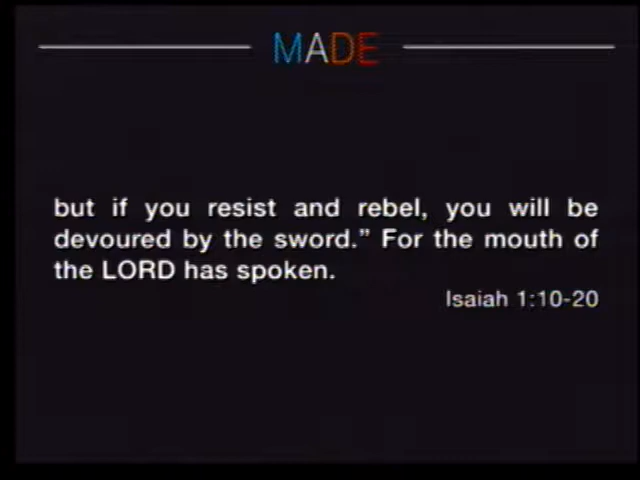 MADE
but if you resist and rebel, you will be
devoured by the sword.” For the mouth of
the LORD has spoken.
Isaiah 1:10-20